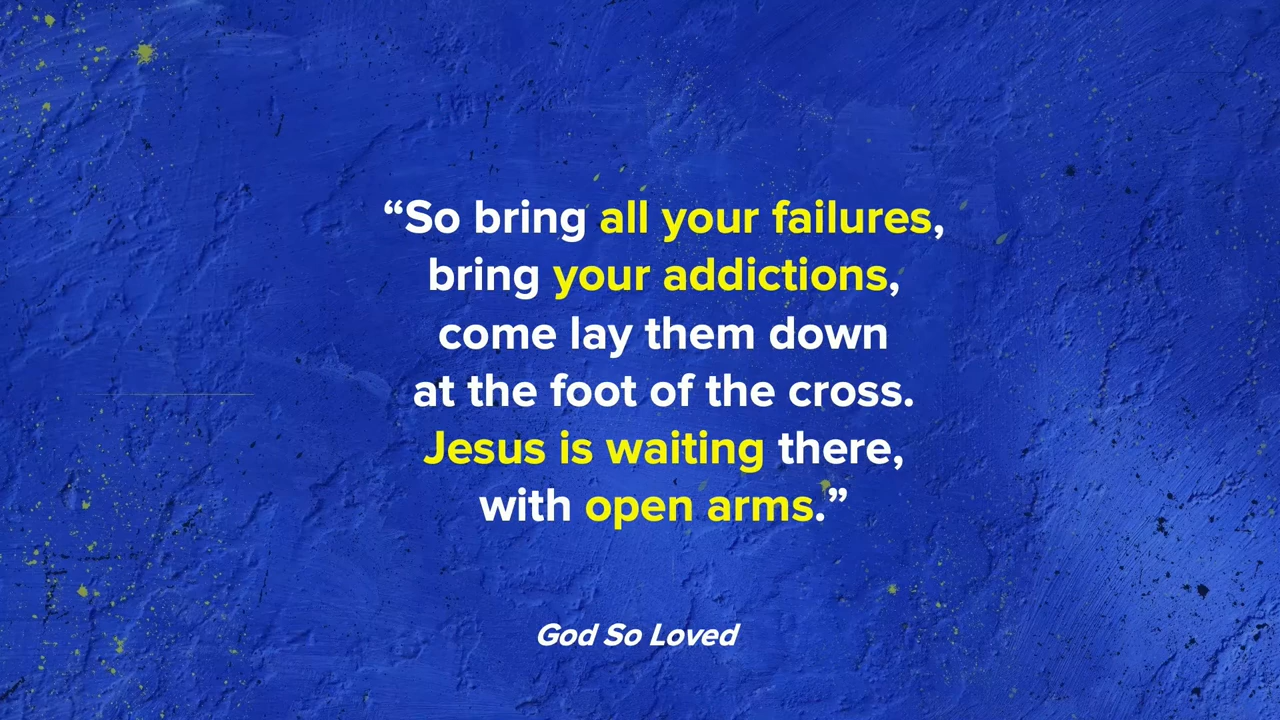 “So bring all your failures,
bring your addictions,
come lay them down
at the foot of the cross.
Jesus is waiting there,
with open arms.”
God So Loved